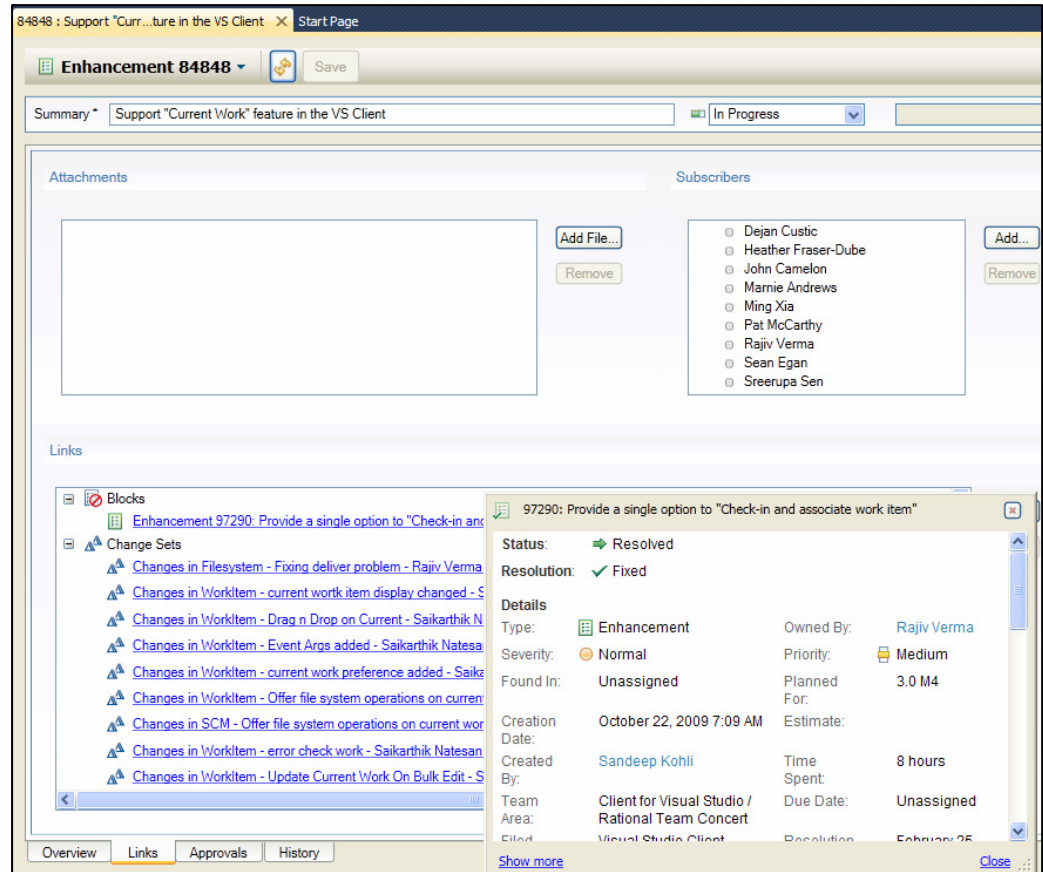 84848 : Support "Curr...ture in the VS Client
Start Page
Enhancement 84848
Save
Summary *
Support "Current Work" feature in the VS Client
In Progress
Attachments
Subscribers
Add File...
Remove
Dejan Custic
Heather Fraser-Dube
John Camelon
Marnie Andrews
Ming Xia
Pat McCarthy
Rajiv Verma
Sean Egan
Sreerupa Sen
Add...
Remove
Links
Blocks
Enhancement 97290: Provide a single option to "Check-in and
Change Sets
Changes in Filesystem - Fixing deliver problem - Rajiv Verma
Changes in WorkItem - current wortk item display changed - S
Changes in WorkItem - Drag n Drop on Current - Saikarthik N
Changes in WorkItem - Event Args added - Saikarthik Natesa
Changes in WorkItem - current work preference added - Saika
Changes in WorkItem - Offer file system operations on current
Changes in SCM - Offer file system operations on current wor
Changes in WorkItem - error check work - Saikarthik Natesan
Changes in WorkItem - Update Current Work On Bulk Edit - S
97290: Provide a single option to "Check-in and associate work item"
Status: Resolved
Resolution: Fixed
Details
Type: Enhancement Owned By: Rajiv Verma
Severity: Normal Priority: Medium
Found In: Unassigned Planned For: 3.0 M4
Creation Date: October 22, 2009 7:09 AM Estimate:
Created By: Sandeep Kohli Time Spent: 8 hours
Team Area: Client for Visual Studio / Rational Team Concert Due Date: Unassigned
Filed Visual Studio Client Resolution February 25
Show more Close
Overview Links Approvals History